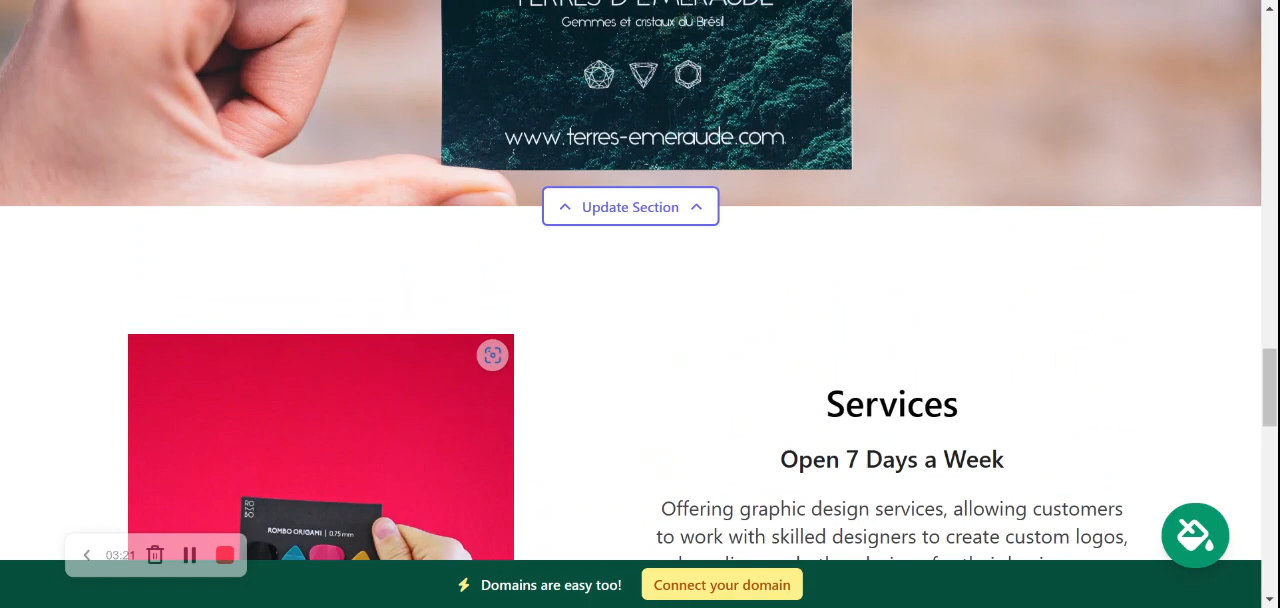 TERRES D'EMERAUDE
Gemmes et cristaux du Brésil
www.terres-emeraude.com
Update Section
Services
Open 7 Days a Week
Offering graphic design services, allowing customers
to work with skilled designers to create custom logos,
ROMBO ORIGAMI | 0.75 mm
03:21
Domains are easy too!
Connect your domain